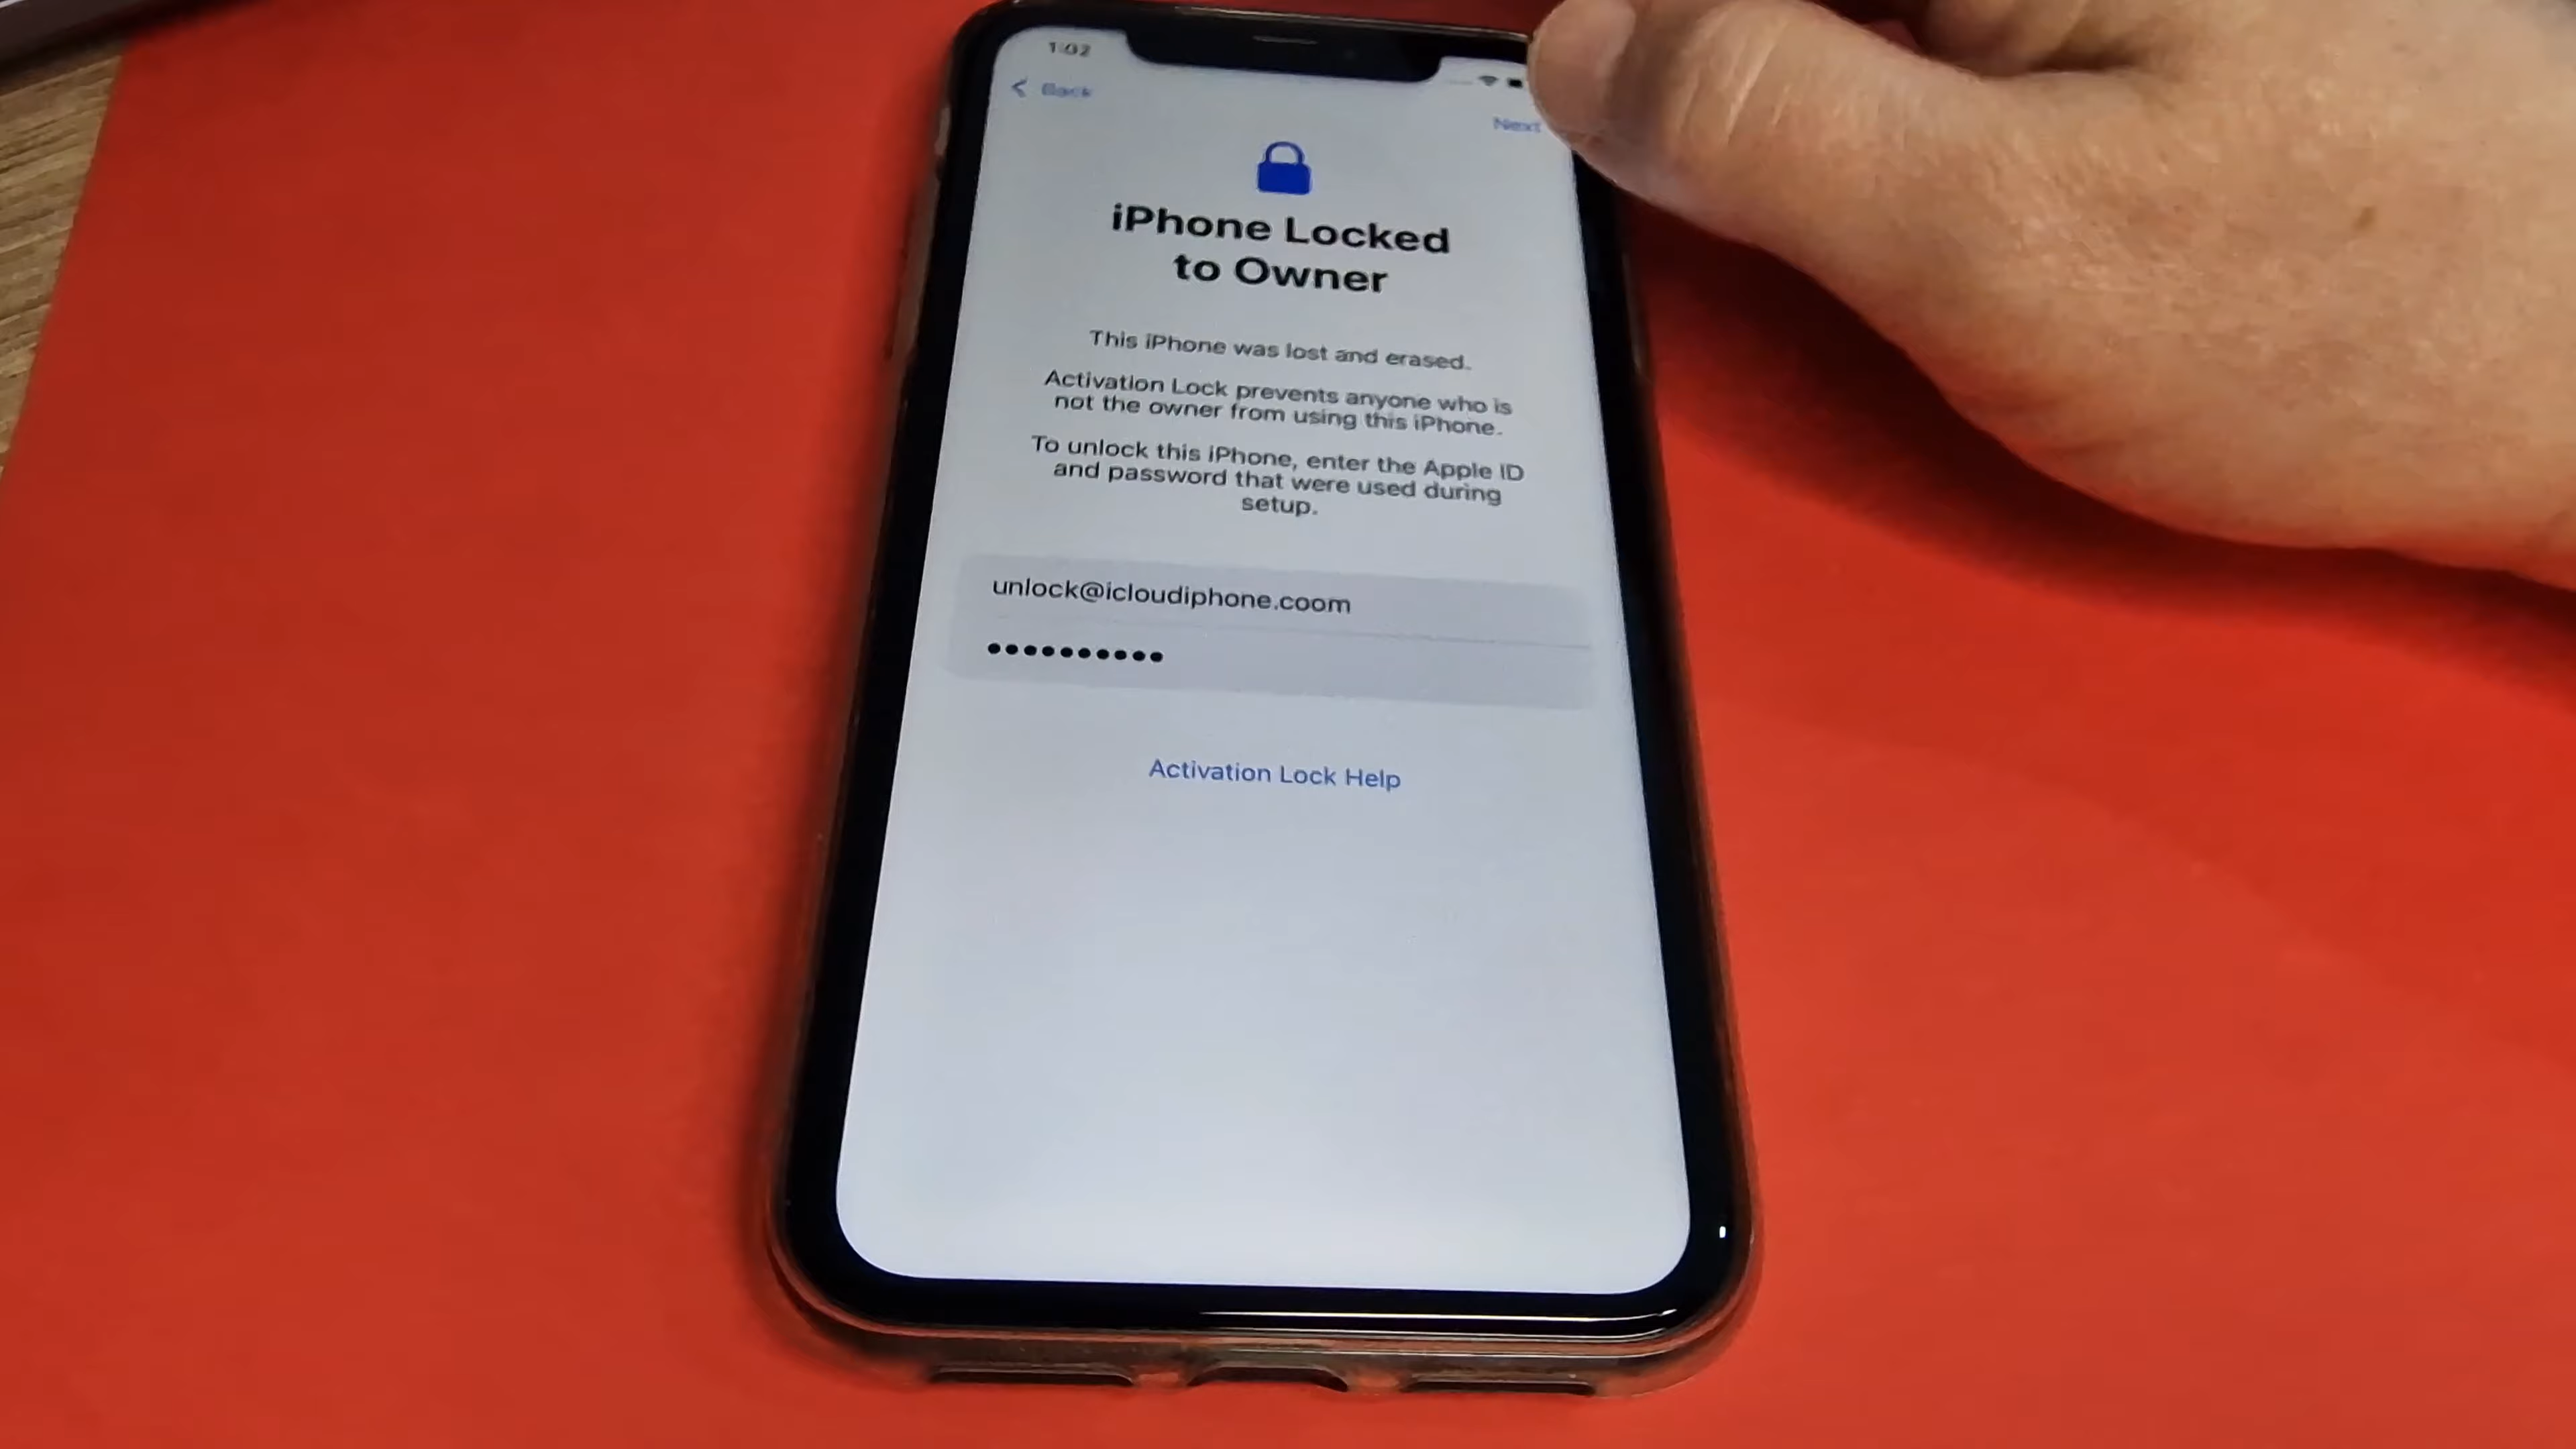 1:02
Back
Next
iPhone Locked
to Owner
This iPhone was lost and erased.
Activation Lock prevents anyone who is
not the owner from using this iPhone.
To unlock this iPhone, enter the Apple ID
and password that were used during
setup.
unlock@icloudiphone.coom
••••••••••
Activation Lock Help